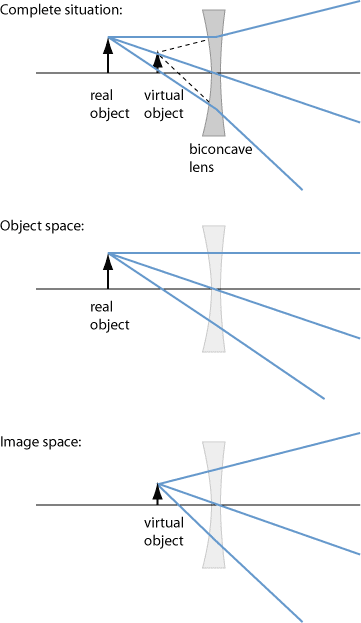 Complete situation:
real
object
virtual
object
biconcave
lens
Object space:
real
object
Image space:
virtual
object